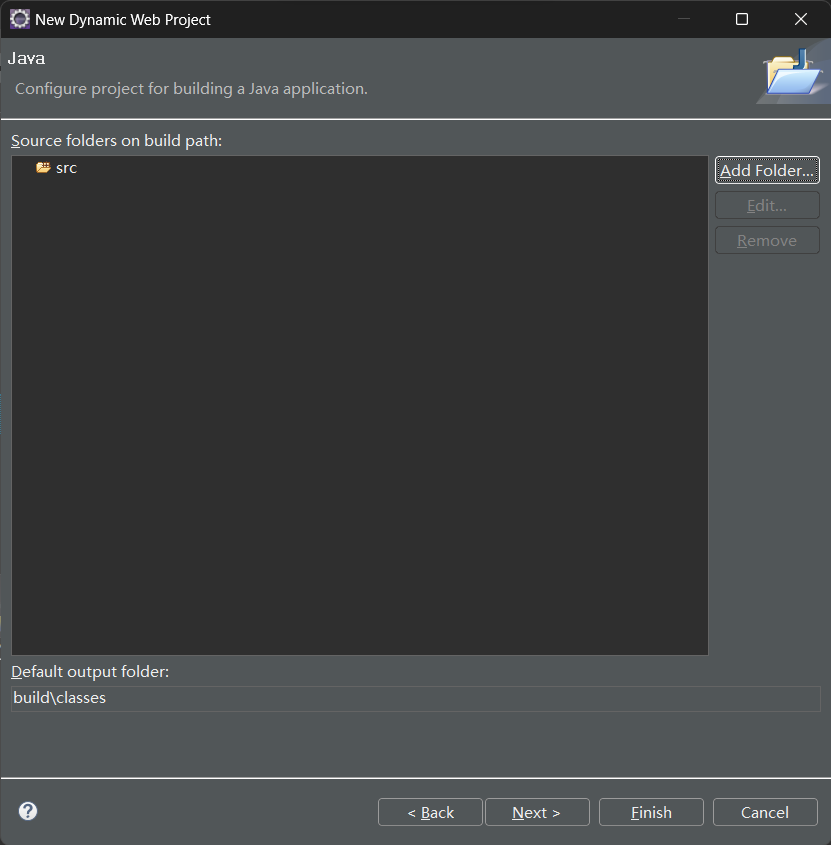 New Dynamic Web Project
Java
Configure project for building a Java application.
Source folders on build path:
src
Add Folder...
Edit...
Remove
Default output folder:
build\classes
?
< Back
Next >
Finish
Cancel